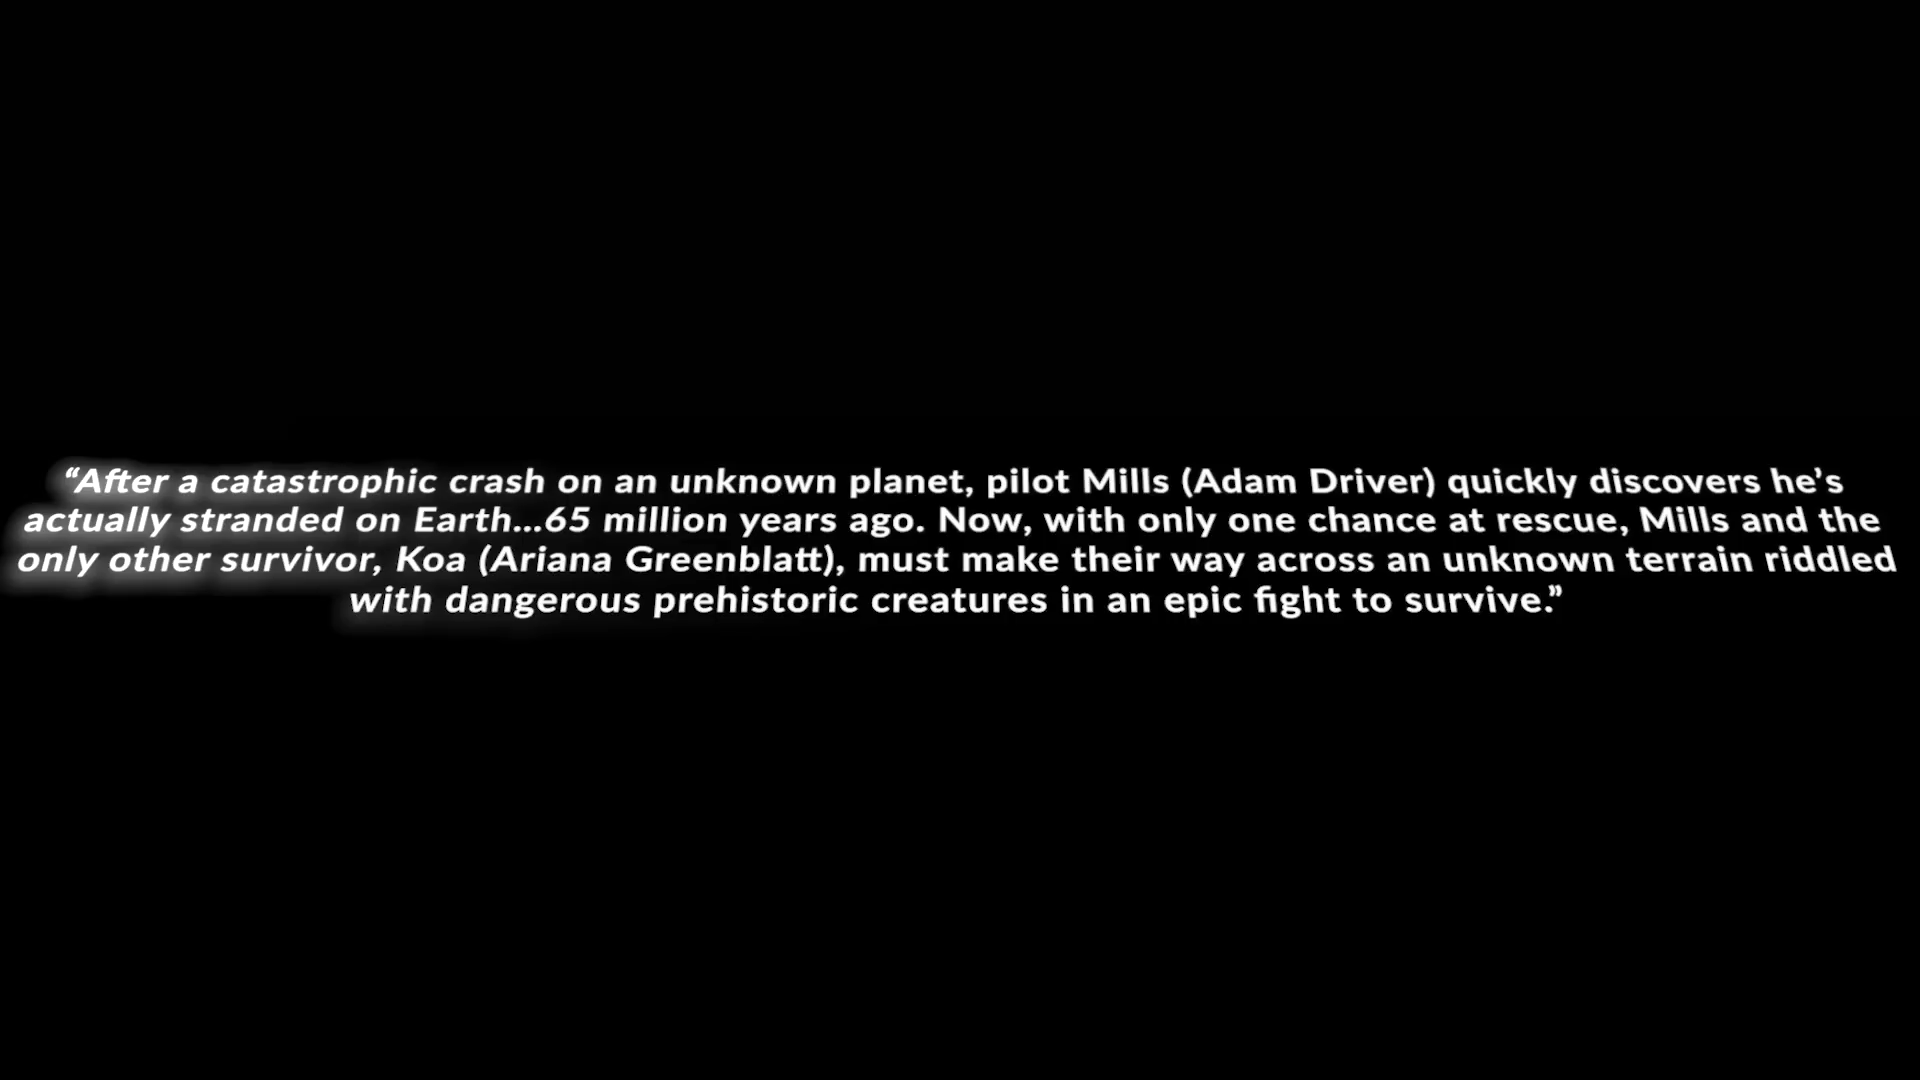 “After a catastrophic crash on an unknown planet, pilot Mills (Adam Driver) quickly discovers he’s
actually stranded on Earth…65 million years ago. Now, with only one chance at rescue, Mills and the
only other survivor, Koa (Ariana Greenblatt), must make their way across an unknown terrain riddled
with dangerous prehistoric creatures in an epic fight to survive.”